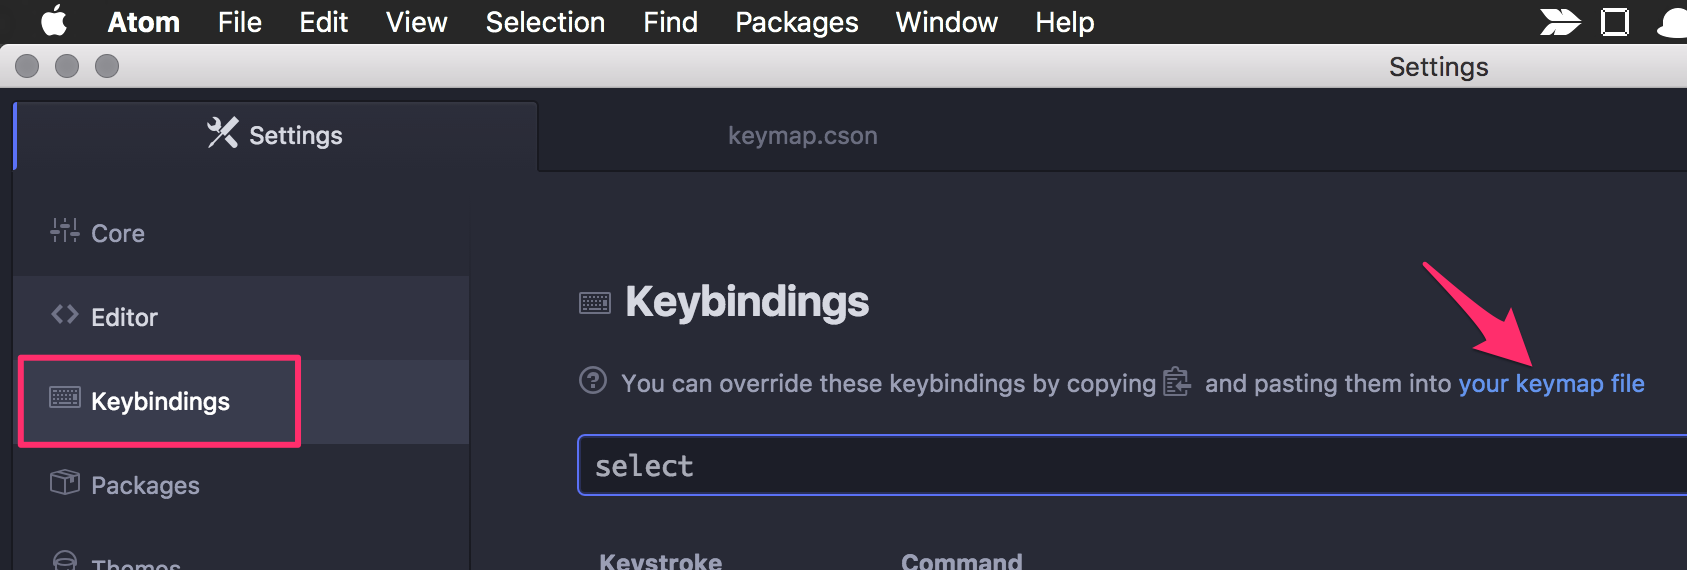 Atom File Edit View Selection Find Packages Window Help
Settings
Settings keymap.cson
Core
Editor
Keybindings
Packages
Themes
Keybindings
You can override these keybindings by copying and pasting them into your keymap file
select
Keystroke Command